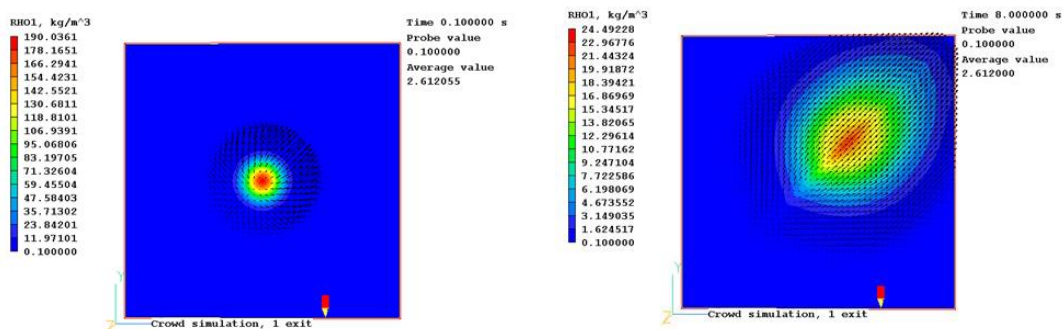 RHO1, kg/m^3
190.0361
178.1651
166.2941
154.4231
142.5521
130.6811
118.8101
106.9391
95.06806
83.19705
71.32604
59.45504
47.58403
35.71302
23.84201
11.97101
0.100000
Time 0.100000 s
Probe value
0.100000
Average value
2.612055
Y
Z
Crowd simulation, 1 exit
RHO1, kg/m^3
24.49228
22.96776
21.44324
19.91872
18.39421
16.86969
15.34517
13.82065
12.29614
10.77162
9.247104
7.722586
6.198069
4.673552
3.149035
1.624517
0.100000
Time 8.000000 s
Probe value
0.100000
Average value
2.612000
Y
Z
Crowd simulation, 1 exit